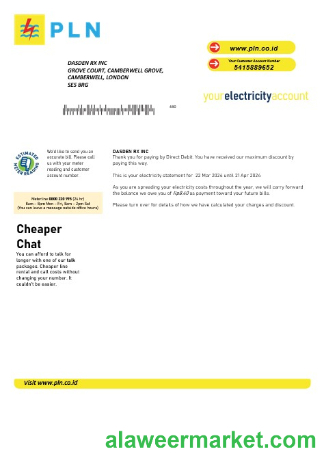 PLN
www.pln.co.id
Your Customer Account Number
5415889652
DASDEN RX INC
GROVE COURT, CAMBERWELL GROVE,
CAMBERWELL, LONDON
SE5 8RG
yourelectricityaccount
ESTIMATED
We'd like to send you an
accurate bill. Please call
us with your meter
reading and customer
account number
DASDEN RX INC
Thank you for paying by Direct Debit. You have received our maximum discount by
paying this way.
This is your electricity statement for 22 Mar 2024 until 21 Apr 2024
As you are spreading your electricity costs throughout the year, we will carry forward
the balance we owe you of as payment toward your future bills.
Please turn over for details of how we have calculated your charges and discount
8am - 8pm Mon - Fri, 8am - 2pm Sat
(You can leave a message outside office hours)
Cheaper
Chat
You can afford to talk for
longer with one of our talk
packages. Cheaper line
rental and call costs without
changing your number. It
couldn't be easier.
Visit www.pln.co.id
alaweermarket.com